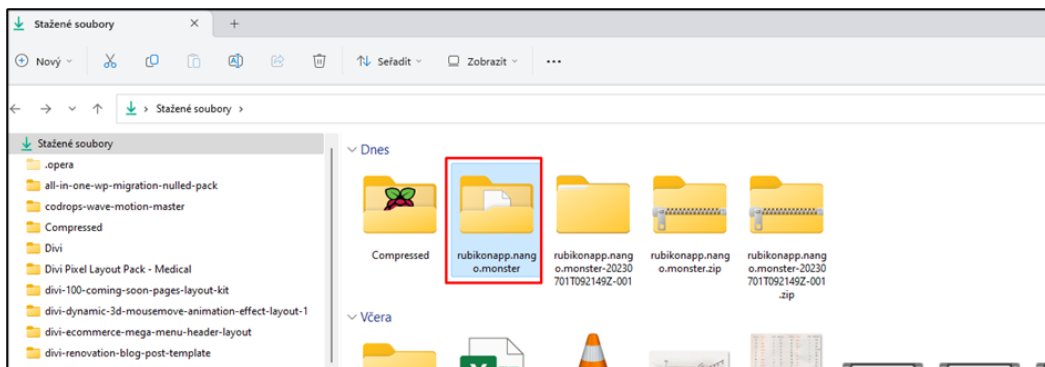 Stažené soubory
Nový
Seřadit
Zobrazit
Stažené soubory
Stažené soubory
.opera
all-in-one-wp-migration-nulled-pack
codrops-wave-motion-master
Compressed
Divi
Divi Pixel Layout Pack - Medical
divi-100-coming-soon-pages-layout-kit
divi-dynamic-3d-mousemove-animation-effect-layout-1
divi-ecommerce-mega-menu-header-layout
divi-renovation-blog-post-template
Dnes
Compressed
rubikonapp.nang
o.monster
rubikonapp.nang
o.monster-20230
701T092149Z-001
rubikonapp.nang
o.monster.zip
rubikonapp.nang
o.monster-20230
701T092149Z-001
.zip
Včera